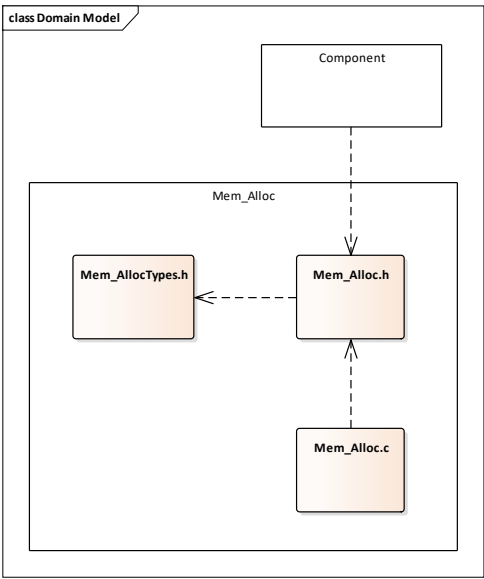 class Domain Model
Component
Mem_Alloc
Mem_AllocTypes.h
Mem_Alloc.h
Mem_Alloc.c